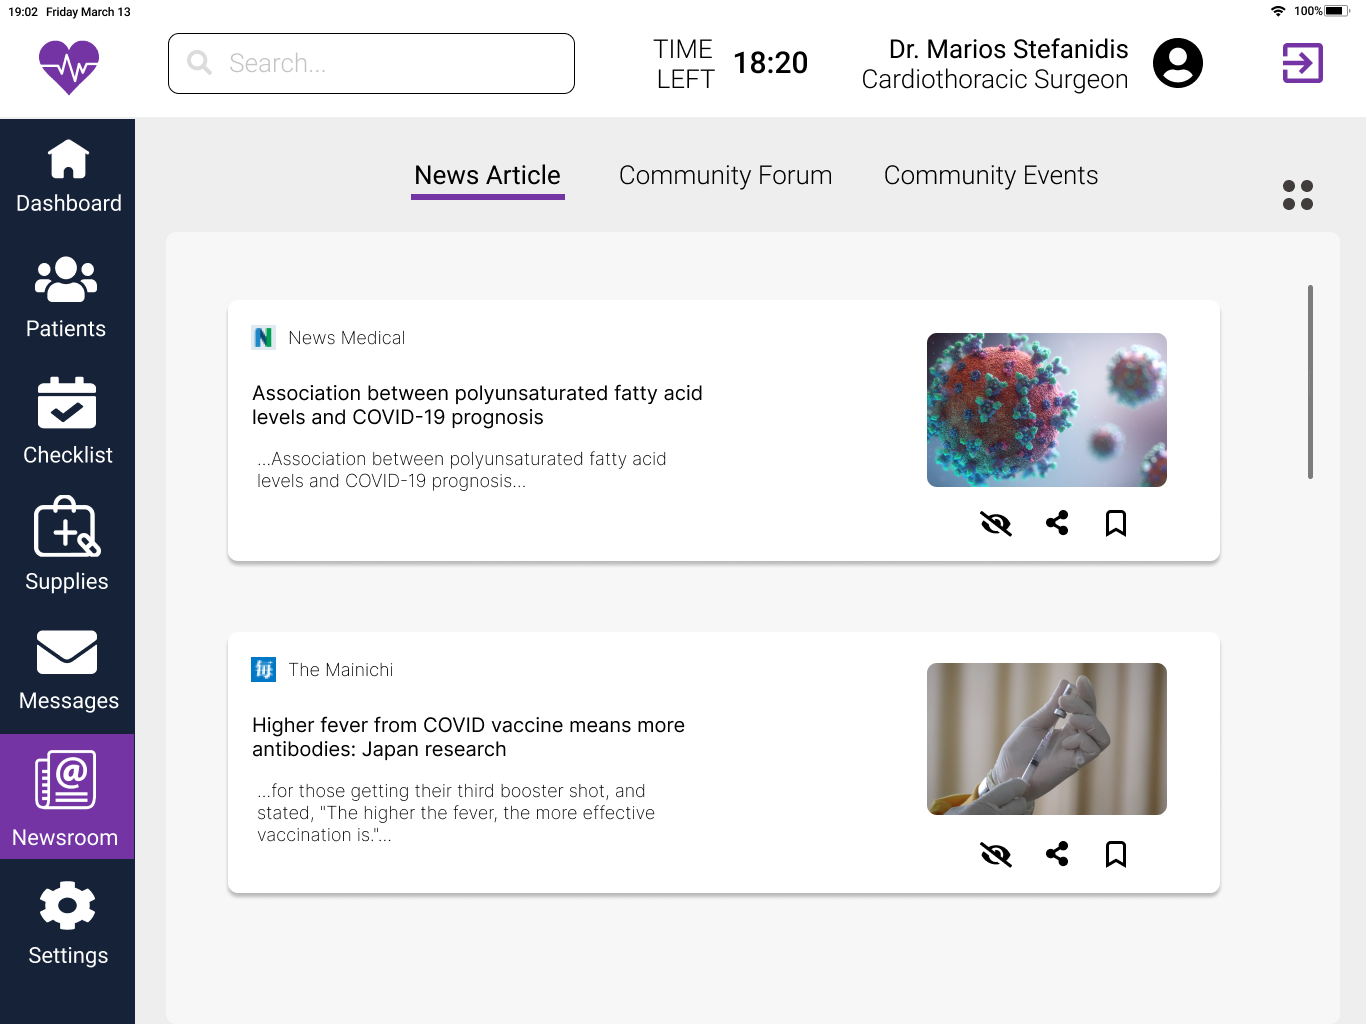 19:02 Friday March 13
100%
Search...
TIME
LEFT
18:20
Dr. Marios Stefanidis
Cardiothoracic Surgeon
Dashboard
Patients
Checklist
Supplies
Messages
Newsroom
Settings
News Article
Community Forum
Community Events
N News Medical
Association between polyunsaturated fatty acid
levels and COVID-19 prognosis
...Association between polyunsaturated fatty acid
levels and COVID-19 prognosis...
毎 The Mainichi
Higher fever from COVID vaccine means more
antibodies: Japan research
...for those getting their third booster shot, and
stated, "The higher the fever, the more effective
vaccination is."...